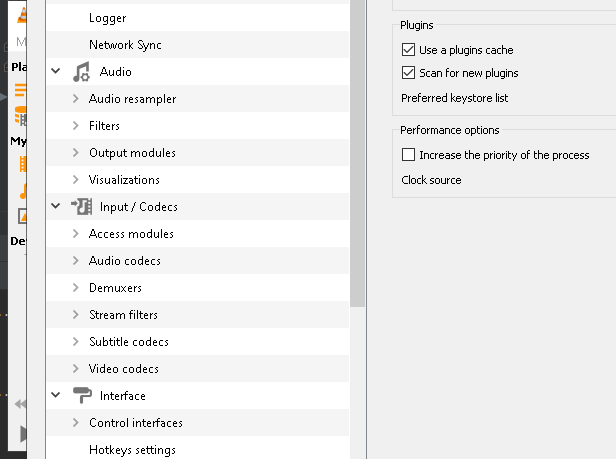 Logger
Network Sync
Audio
Audio resampler
Filters
Output modules
Visualizations
Input / Codecs
Access modules
Audio codecs
Demuxers
Stream filters
Subtitle codecs
Video codecs
Interface
Control interfaces
Hotkeys settings
Plugins
Use a plugins cache
Scan for new plugins
Preferred keystore list
Performance options
Increase the priority of the process
Clock source
M
Pla
My
De